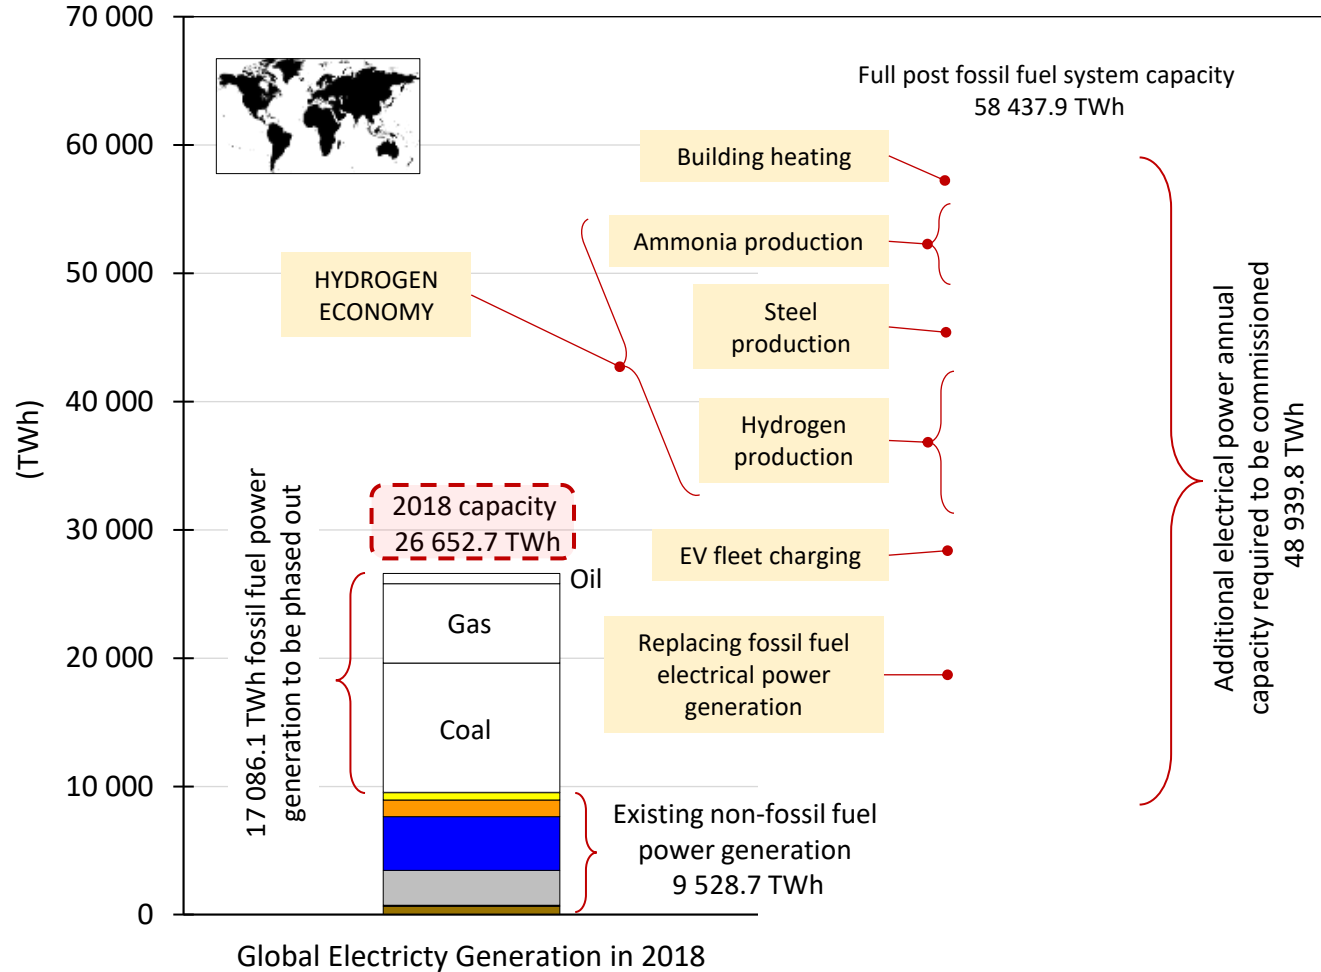 70 000
60 000
50 000
40 000
30 000
20 000
10 000
0
(TWh)
Full post fossil fuel system capacity
58 437.9 TWh
Building heating
Ammonia production
HYDROGEN
ECONOMY
Steel
production
Hydrogen
production
EV fleet charging
Replacing fossil fuel
electrical power
generation
Additional electrical power annual
capacity required to be commissioned
48 939.8 TWh
17 086.1 TWh fossil fuel power
generation to be phased out
2018 capacity
26 652.7 TWh
Oil
Gas
Coal
Existing non-fossil fuel
power generation
9 528.7 TWh
Global Electricty Generation in 2018